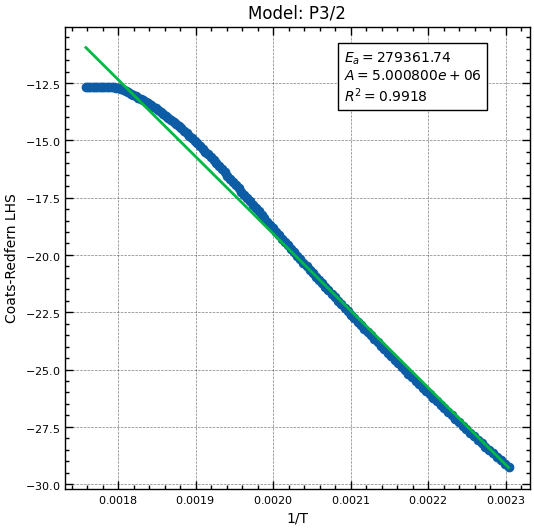 Model: P3/2
E_a = 279361.74
A = 5.000800e + 06
R^2 = 0.9918
Coats-Redfern LHS
−12.5
−15.0
−17.5
−20.0
−22.5
−25.0
−27.5
−30.0
0.0018 0.0019 0.0020 0.0021 0.0022 0.0023
1/T